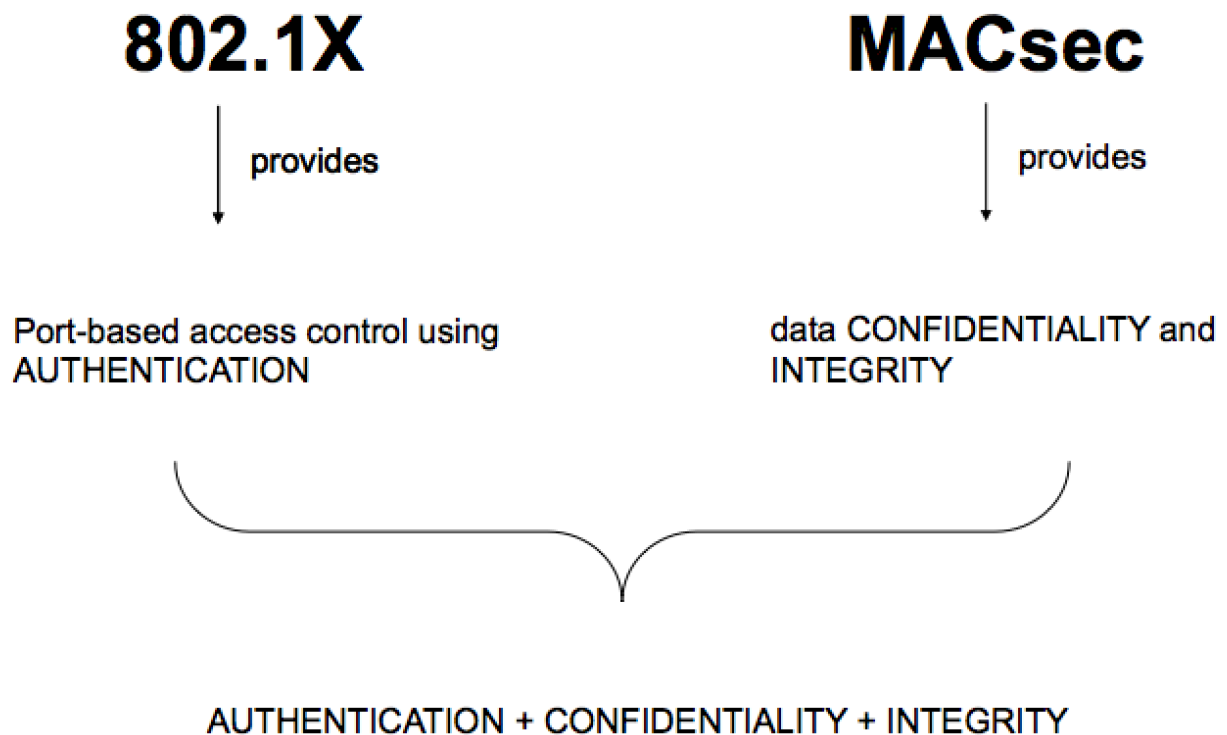 802.1X
MACsec
provides
provides
Port-based access control using
AUTHENTICATION
data CONFIDENTIALITY and
INTEGRITY
AUTHENTICATION + CONFIDENTIALITY + INTEGRITY